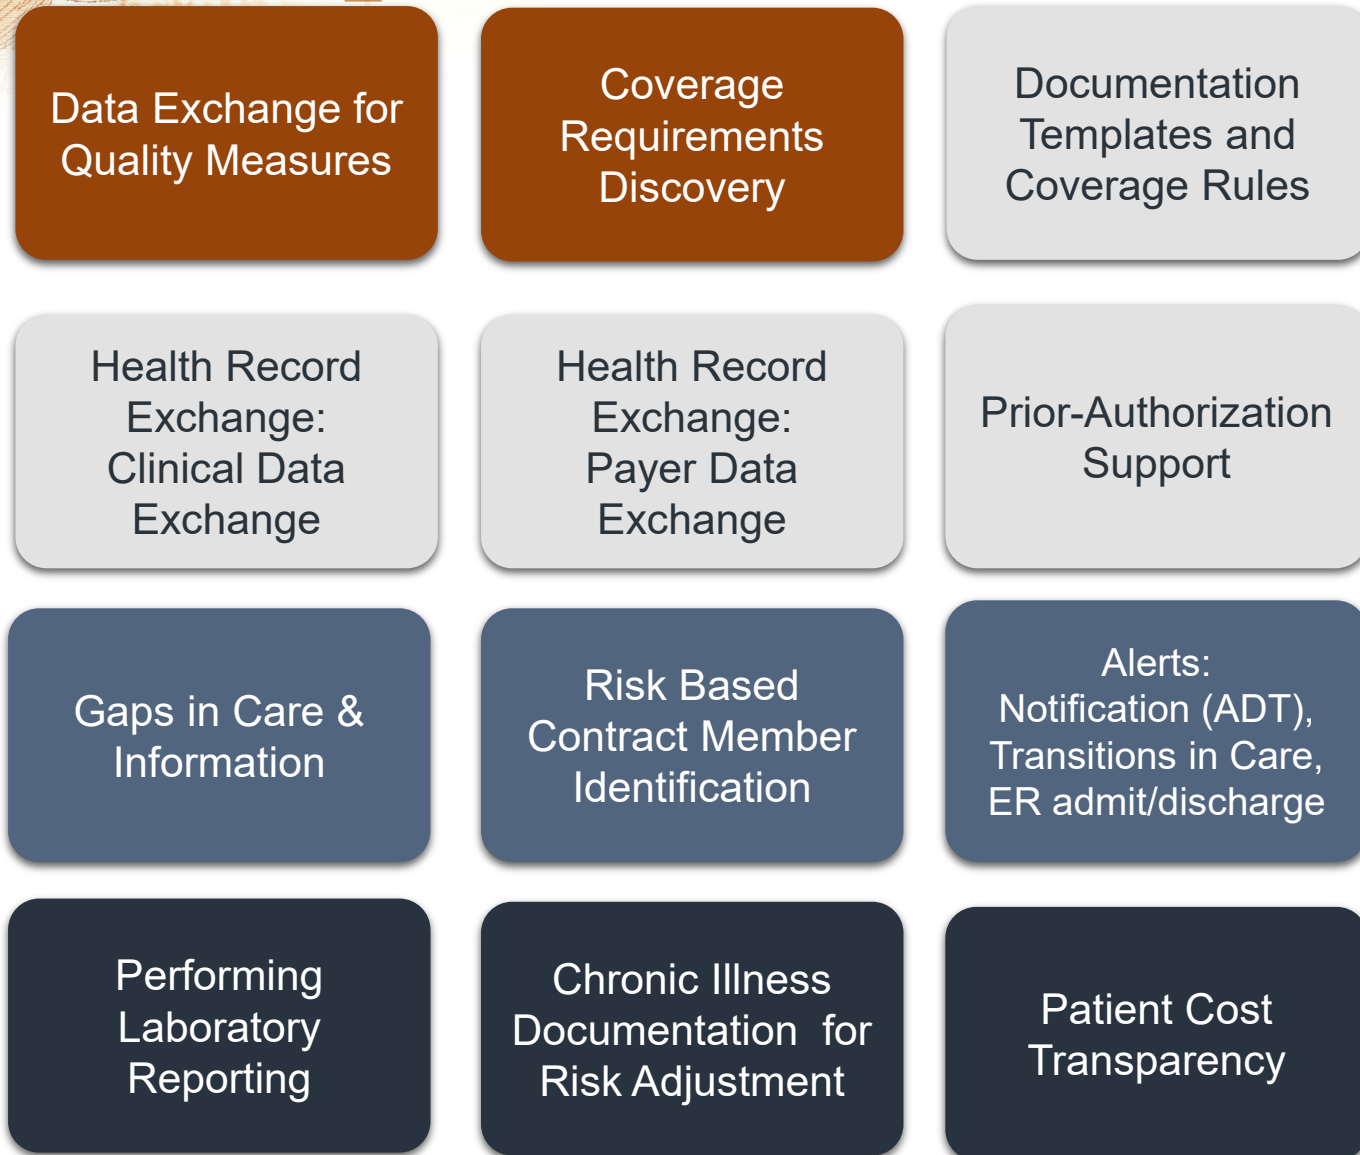 Data Exchange for
Quality Measures
Coverage
Requirements
Discovery
Documentation
Templates and
Coverage Rules
Health Record
Exchange:
Clinical Data
Exchange
Health Record
Exchange:
Payer Data
Exchange
Prior-Authorization
Support
Gaps in Care &
Information
Risk Based
Contract Member
Identification
Alerts:
Notification (ADT),
Transitions in Care,
ER admit/discharge
Performing
Laboratory
Reporting
Chronic Illness
Documentation  for
Risk Adjustment
Patient Cost
Transparency